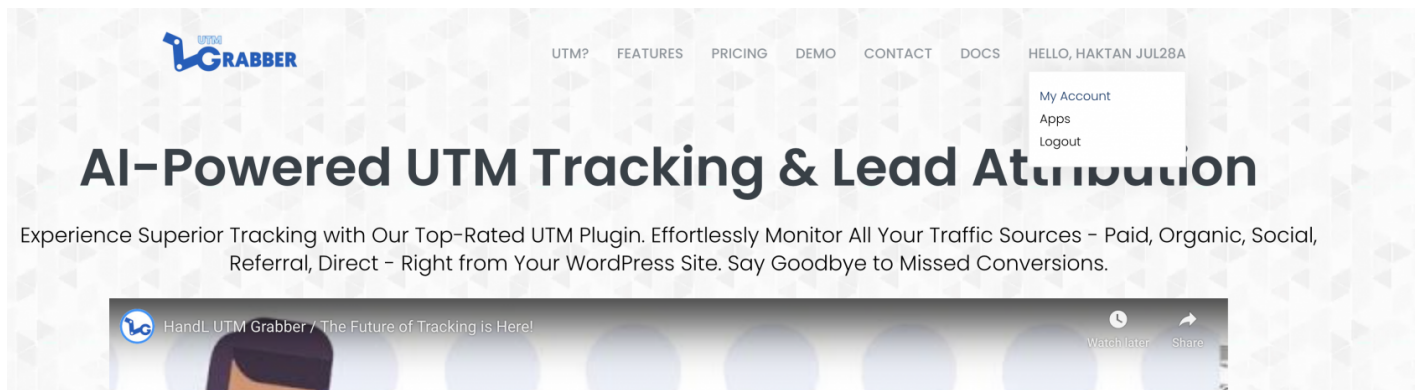 UTM
GRABBER
UTM? FEATURES PRICING DEMO CONTACT DOCS HELLO, HAKTAN JUL28A
My Account
Apps
Logout
AI-Powered UTM Tracking & Lead Attribution
Experience Superior Tracking with Our Top-Rated UTM Plugin. Effortlessly Monitor All Your Traffic Sources - Paid, Organic, Social,
Referral, Direct - Right from Your WordPress Site. Say Goodbye to Missed Conversions.
HandL UTM Grabber / The Future of Tracking is Here!
Watch later Share